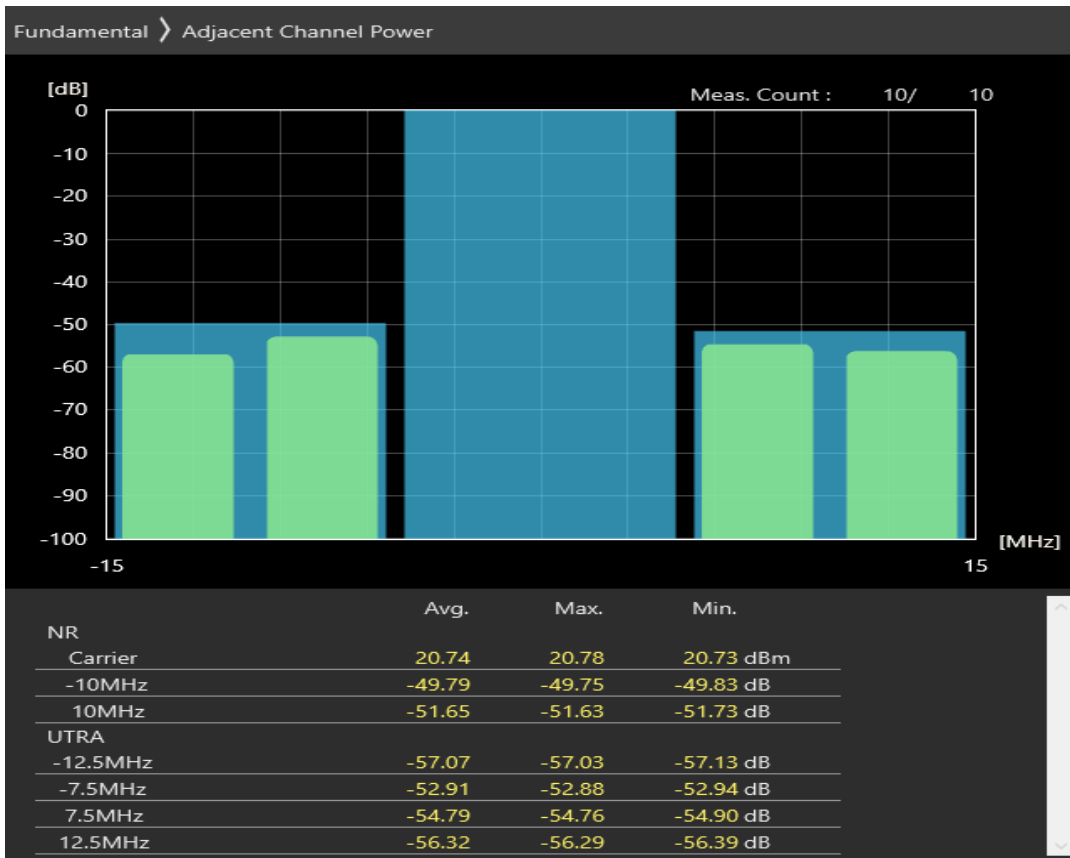 Fundamental 〉 Adjacent Channel Power
[dB]
Meas. Count : 10/ 10
0
-10
-20
-30
-40
-50
-60
-70
-80
-90
-100
[MHz]
-15 15
Avg. Max. Min.
NR
Carrier 20.74 20.78 20.73 dBm
-10MHz -49.79 -49.75 -49.83 dB
10MHz -51.65 -51.63 -51.73 dB
UTRA
-12.5MHz -57.07 -57.03 -57.13 dB
-7.5MHz -52.91 -52.88 -52.94 dB
7.5MHz -54.79 -54.76 -54.90 dB
12.5MHz -56.32 -56.29 -56.39 dB